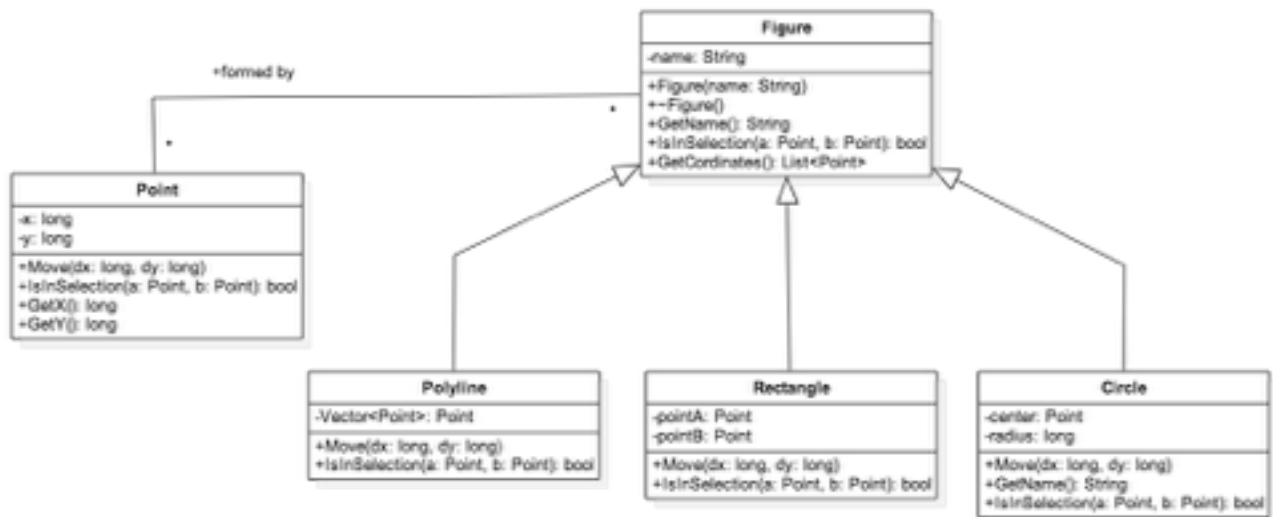 Figure
-name: String
+Figure(name: String)
+~Figure()
+GetName(): String
+IsInSelection(a: Point, b: Point): bool
+GetCordinates(): List<Point>
+formed by
*
*
Point
-x: long
-y: long
+Move(dx: long, dy: long)
+IsInSelection(a: Point, b: Point): bool
+GetX(): long
+GetY(): long
Polyline
-Vector<Point>: Point
+Move(dx: long, dy: long)
+IsInSelection(a: Point, b: Point): bool
Rectangle
-pointA: Point
-pointB: Point
+Move(dx: long, dy: long)
+IsInSelection(a: Point, b: Point): bool
Circle
-center: Point
-radius: long
+Move(dx: long, dy: long)
+GetName(): String
+IsInSelection(a: Point, b: Point): bool